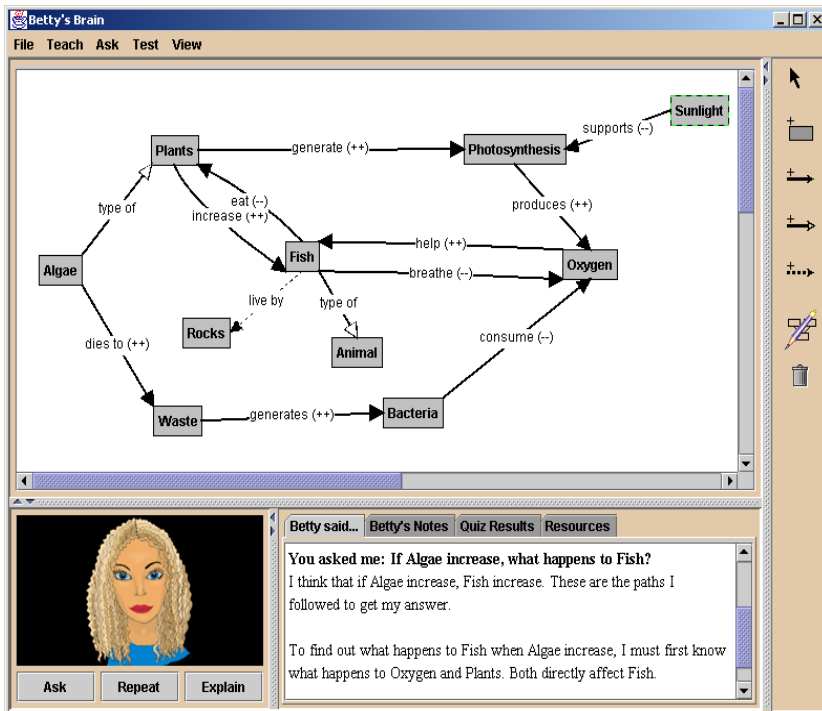 Betty's Brain
File Teach Ask Test View
Sunlight
supports (--)
Plants
generate (++)
Photosynthesis
eat (--)
type of
increase (++)
produces (++)
help (++)
Fish
Algae
Oxygen
breathe (--)
live by
type of
Rocks
dies to (++)
consume (--)
Animal
Waste
generates (++)
Bacteria
Betty said... Betty's Notes Quiz Results Resources
You asked me: If Algae increase, what happens to Fish?
I think that if Algae increase, Fish increase. These are the paths I
followed to get my answer.
To find out what happens to Fish when Algae increase, I must first know
what happens to Oxygen and Plants. Both directly affect Fish.
Ask Repeat Explain